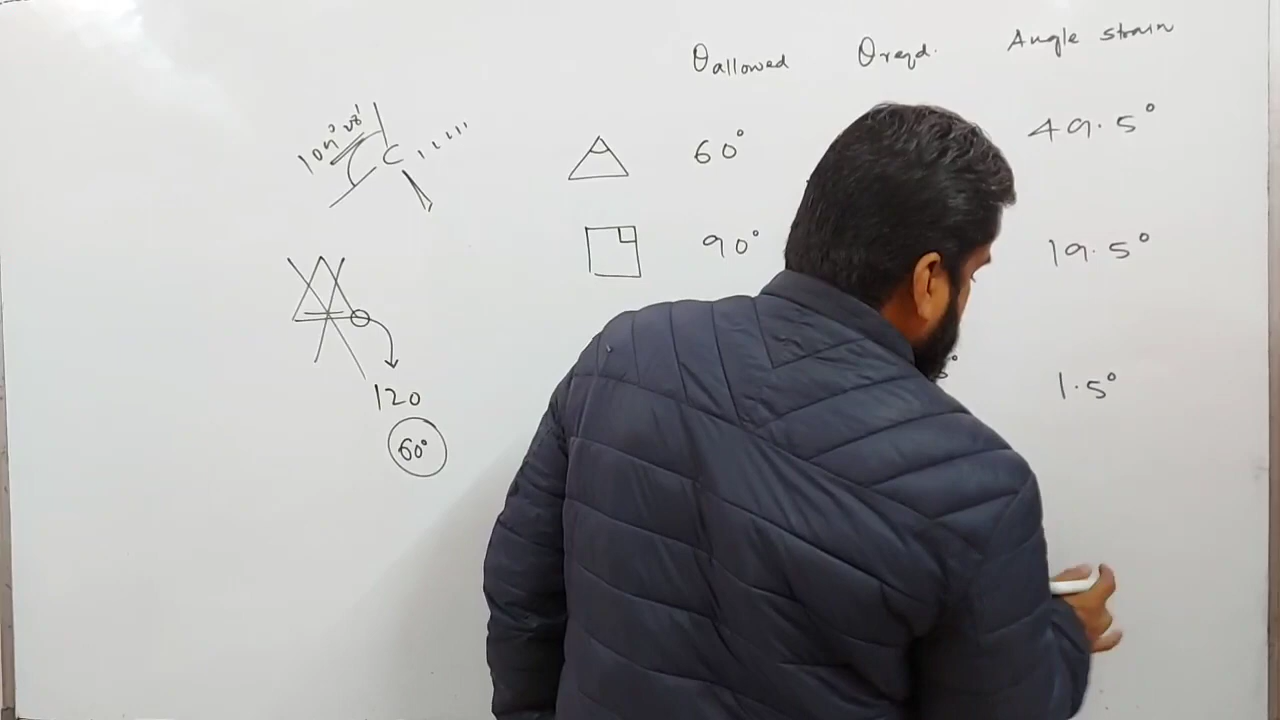 θallowed θreqd. Angle strain
109° 28' C
60° 49.5°
90° 19.5°
1.5°
120
60°